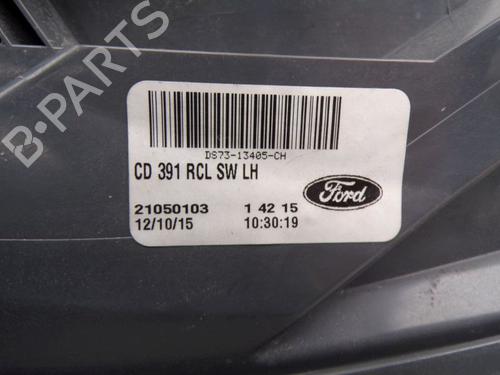 B-PARTS
DS73-13405-CH
CD 391 RCL SW LH
21050103 1 42 15
12/10/15 10:30:19
Ford